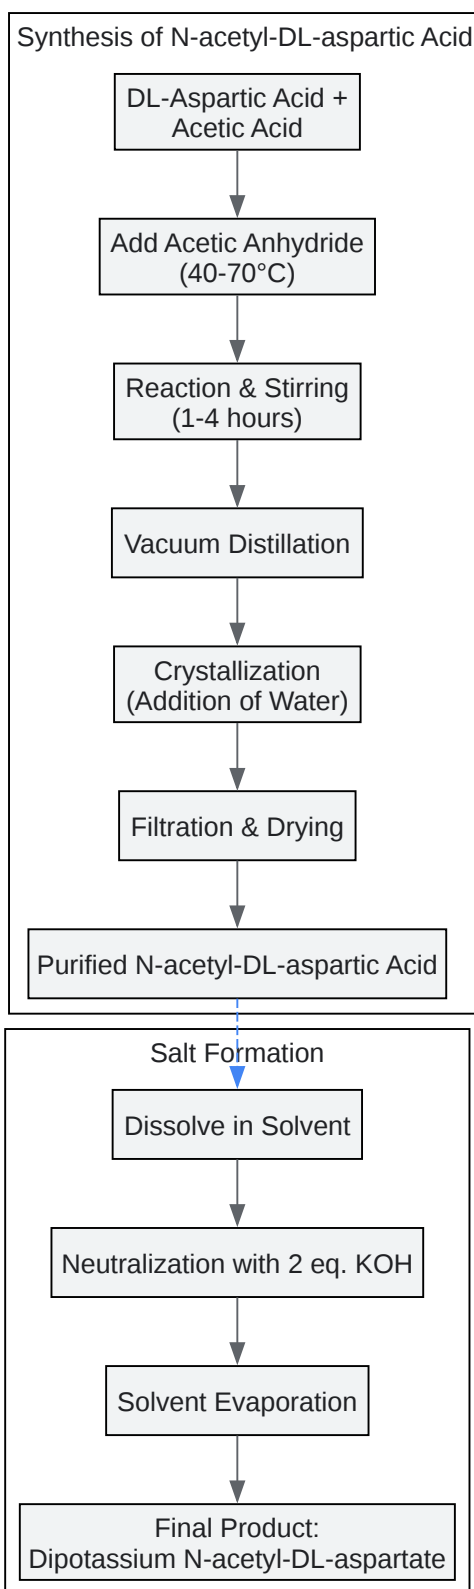 Synthesis of N-acetyl-DL-aspartic Acid
DL-Aspartic Acid +
Acetic Acid
Add Acetic Anhydride
(40-70°C)
Reaction & Stirring
(1-4 hours)
Vacuum Distillation
Crystallization
(Addition of Water)
Filtration & Drying
Purified N-acetyl-DL-aspartic Acid
Salt Formation
Dissolve in Solvent
Neutralization with 2 eq. KOH
Solvent Evaporation
Final Product:
Dipotassium N-acetyl-DL-aspartate